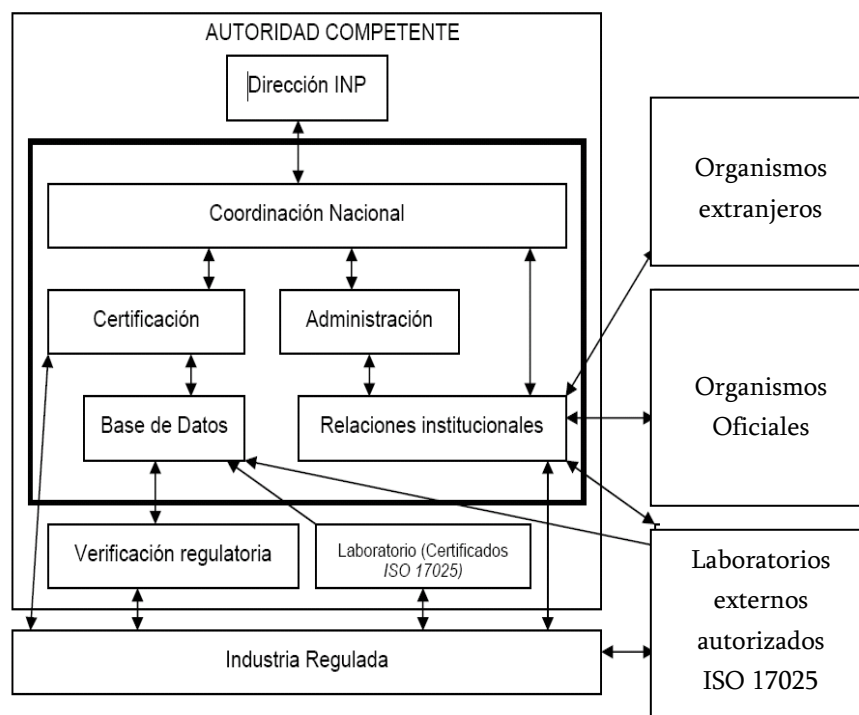 AUTORIDAD COMPETENTE
Dirección INP
Coordinación Nacional
Certificación
Administración
Base de Datos
Relaciones institucionales
Verificación regulatoria
Laboratorio (Certificados
ISO 17025)
Industria Regulada
Organismos
extranjeros
Organismos
Oficiales
Laboratorios
externos
autorizados
ISO 17025